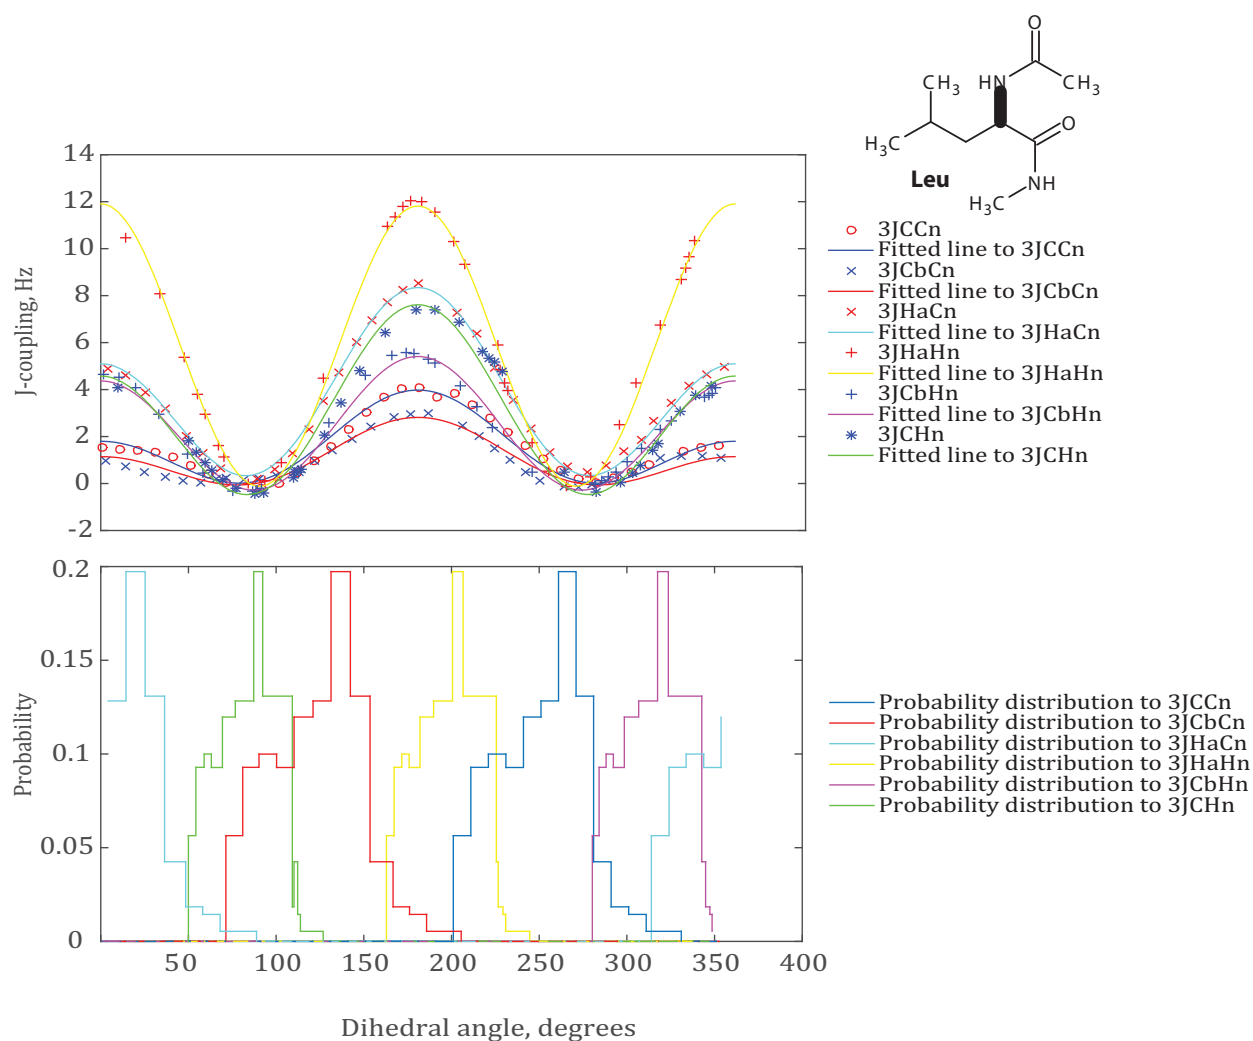 O
HN
CH3
CH3
O
H3C
Leu
NH
H3C
14
12
10
8
6
4
2
0
-2
J-coupling, Hz
3JCCn
Fitted line to 3JCCn
3JCbCn
Fitted line to 3JCbCn
3JHaCn
Fitted line to 3JHaCn
3JHaHn
Fitted line to 3JHaHn
3JCbHn
Fitted line to 3JCbHn
3JCHn
Fitted line to 3JCHn
0.2
0.15
0.1
0.05
0
Probability
Probability distribution to 3JCCn
Probability distribution to 3JCbCn
Probability distribution to 3JHaCn
Probability distribution to 3JHaHn
Probability distribution to 3JCbHn
Probability distribution to 3JCHn
50 100 150 200 250 300 350 400
Dihedral angle, degrees